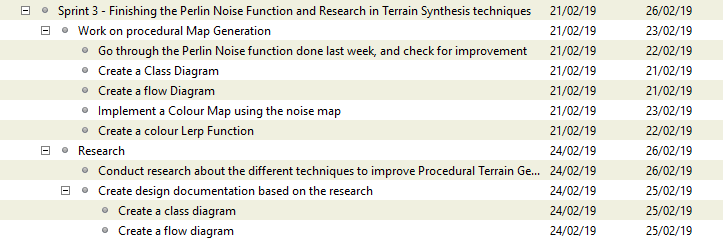 Sprint 3 - Finishing the Perlin Noise Function and Research in Terrain Synthesis techniques 21/02/19 26/02/19
Work on procedural Map Generation 21/02/19 23/02/19
Go through the Perlin Noise function done last week, and check for improvement 21/02/19 22/02/19
Create a Class Diagram 21/02/19 21/02/19
Create a flow Diagram 21/02/19 21/02/19
Implement a Colour Map using the noise map 21/02/19 23/02/19
Create a colour Lerp Function 21/02/19 22/02/19
Research 24/02/19 26/02/19
Conduct research about the different techniques to improve Procedural Terrain Ge... 24/02/19 26/02/19
Create design documentation based on the research 24/02/19 25/02/19
Create a class diagram 24/02/19 25/02/19
Create a flow diagram 24/02/19 25/02/19